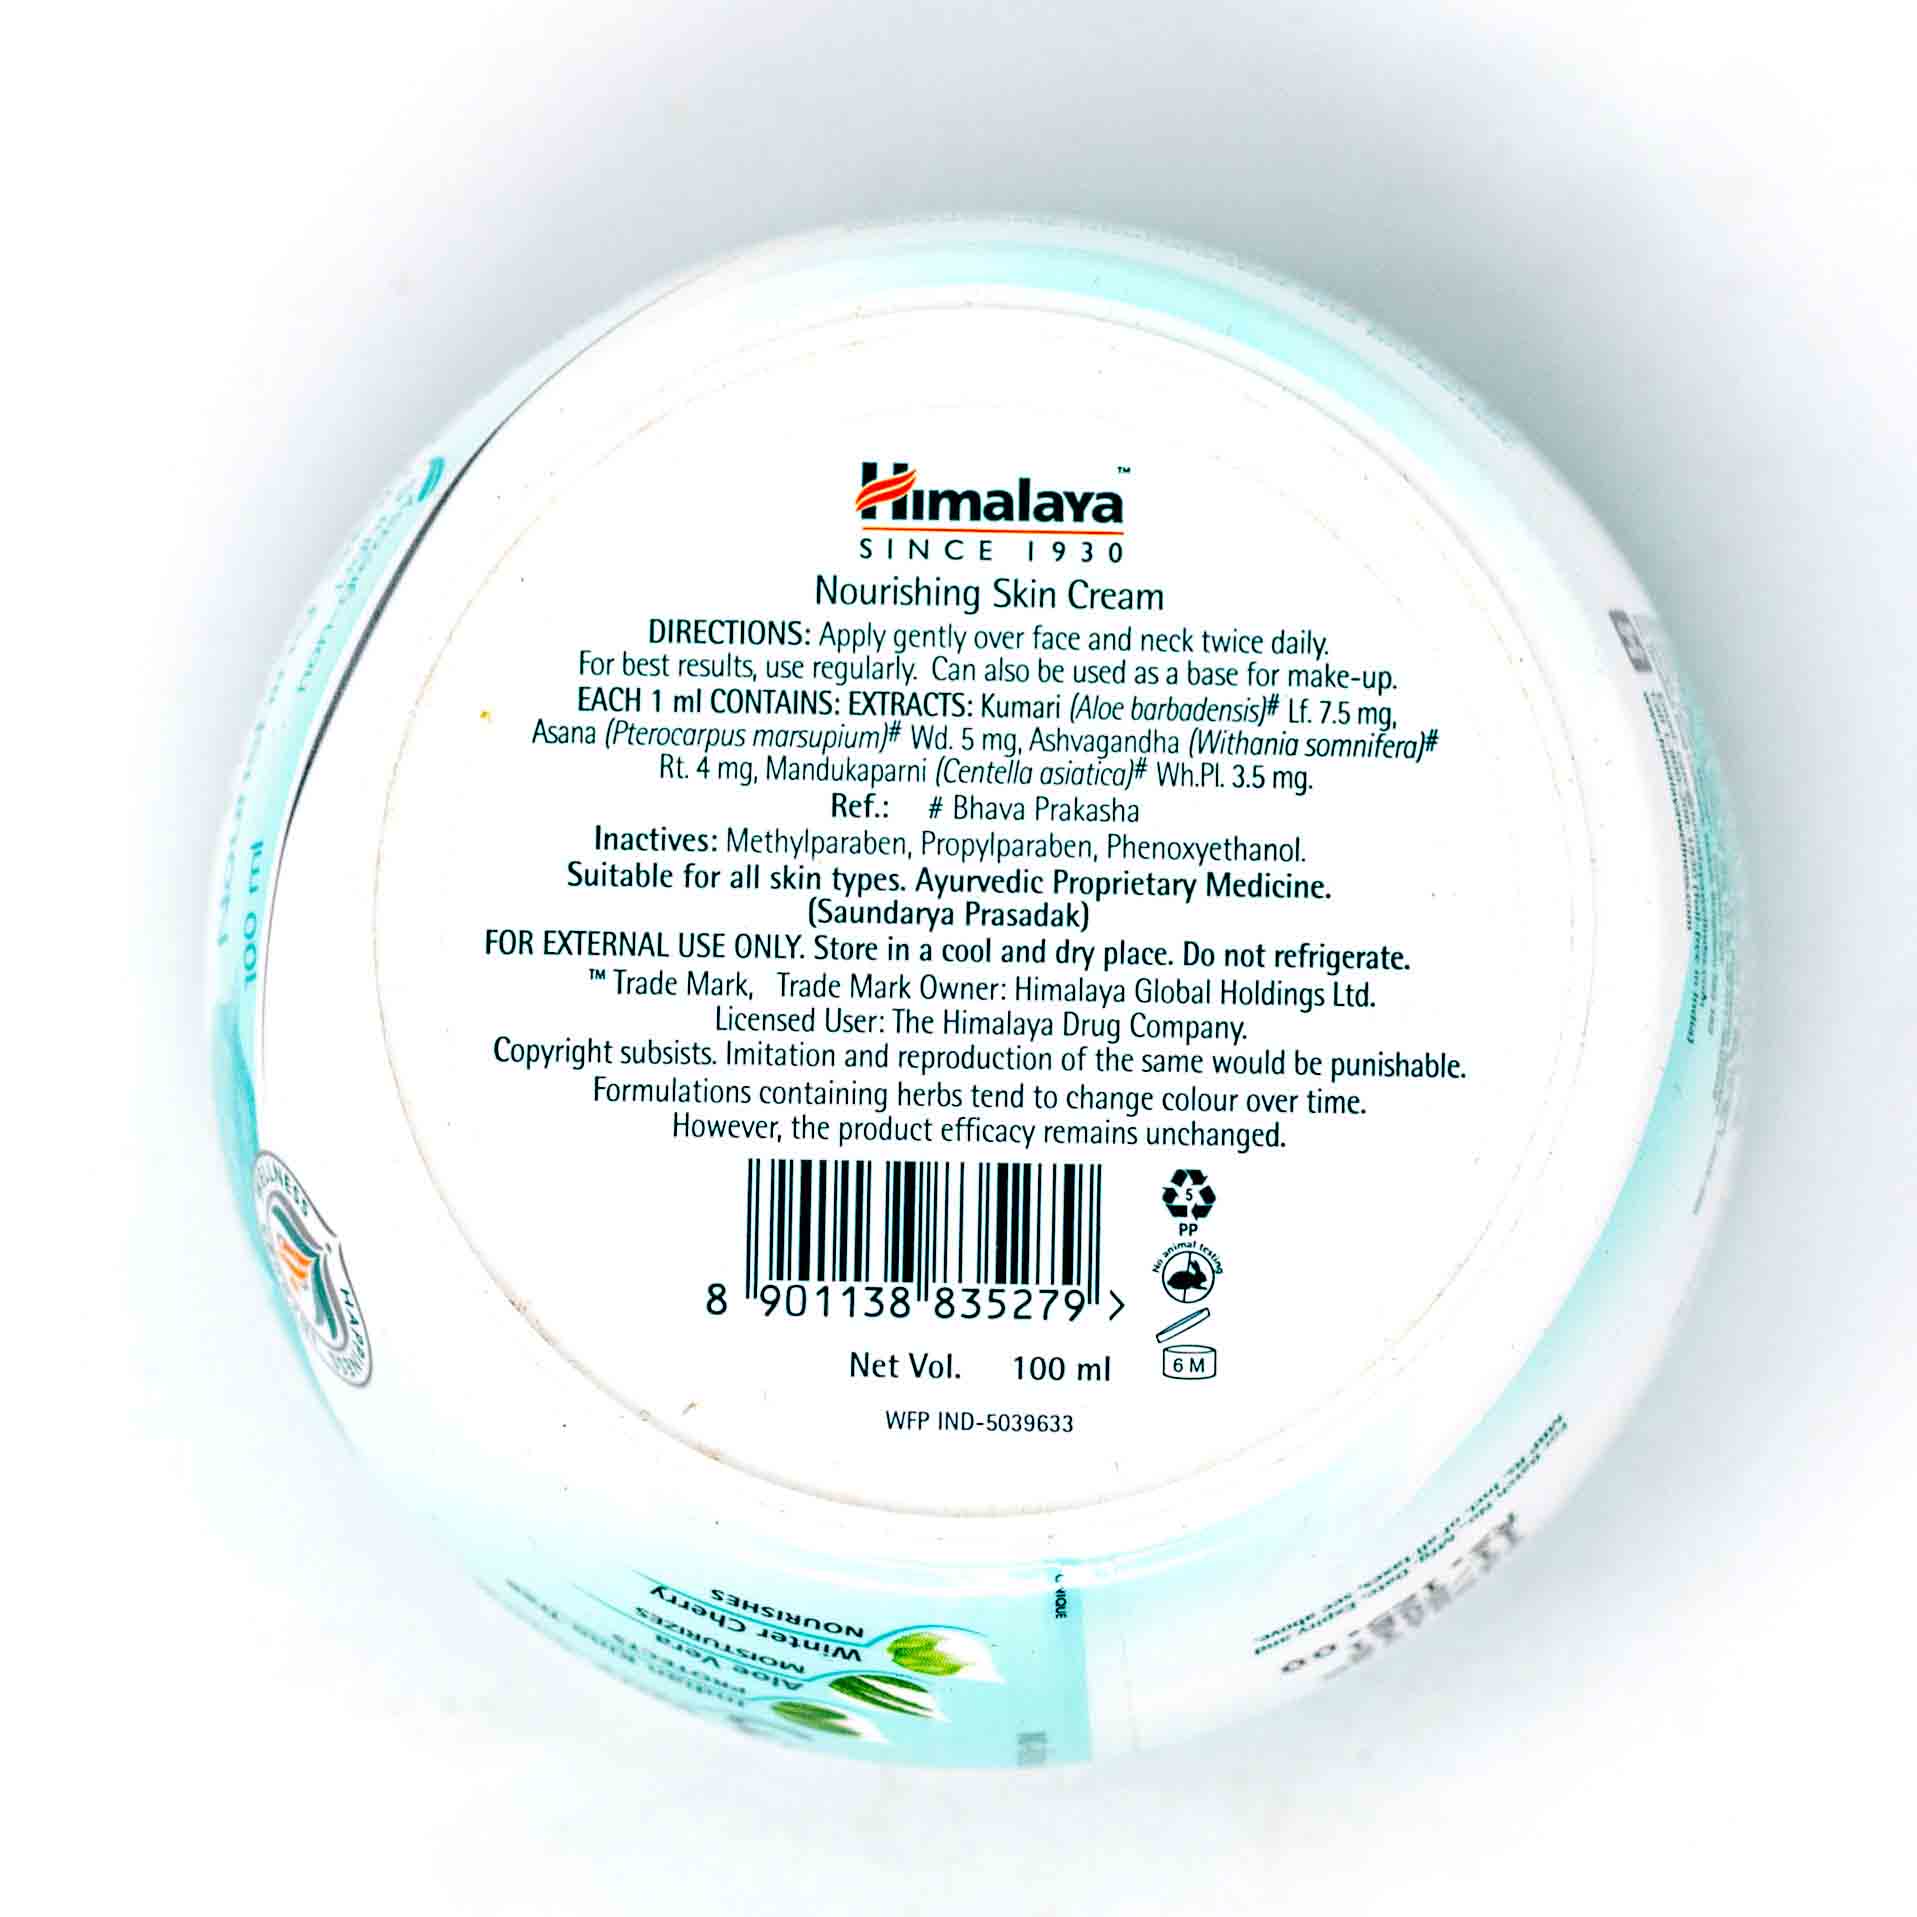 Himalaya™
SINCE 1930
Nourishing Skin Cream
DIRECTIONS: Apply gently over face and neck twice daily.
For best results, use regularly. Can also be used as a base for make-up.
EACH 1 ml CONTAINS: EXTRACTS: Kumari (Aloe barbadensis)# Lf. 7.5 mg,
Asana (Pterocarpus marsupium)# Wd. 5 mg, Ashvagandha (Withania somnifera)#
Rt. 4 mg, Mandukaparni (Centella asiatica)# Wh.Pl. 3.5 mg.
Ref.: # Bhava Prakasha
Inactives: Methylparaben, Propylparaben, Phenoxyethanol.
Suitable for all skin types. Ayurvedic Proprietary Medicine.
(Saundarya Prasadak)
FOR EXTERNAL USE ONLY. Store in a cool and dry place. Do not refrigerate.
™ Trade Mark, Trade Mark Owner: Himalaya Global Holdings Ltd.
Licensed User: The Himalaya Drug Company.
Copyright subsists. Imitation and reproduction of the same would be punishable.
Formulations containing herbs tend to change colour over time.
However, the product efficacy remains unchanged.
5
PP
No animal testing
8 901138 835279 >
6 M
Net Vol. 100 ml
WFP IND-5039633
100 ml
WELLNESS
HAPPINESS
NOURISHES
Winter Cherry
MOISTURIZES
Aloe Vera
PROTECTS